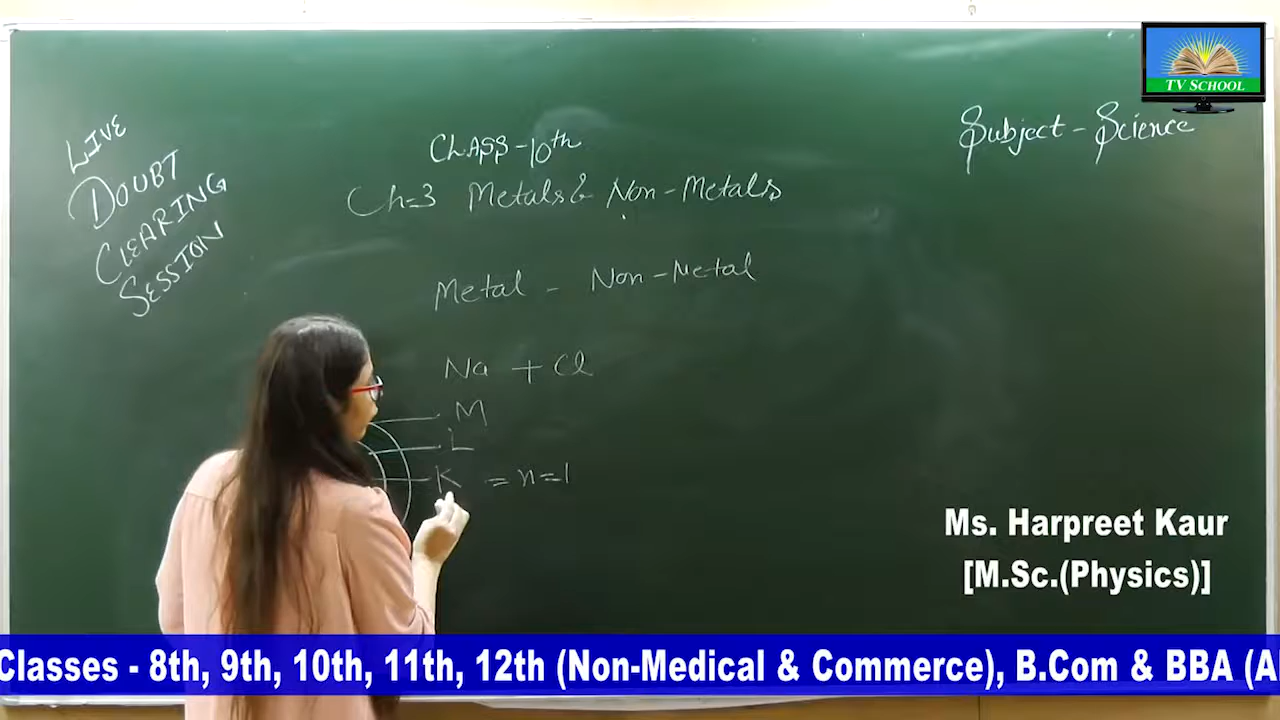 TV SCHOOL
Subject - Science
LIVE
DOUBT
CLEARING
SESSION
CLASS-10th
Ch=3 Metals & Non-Metals
Metal - Non-Metal
Na + Cl
M
L
K = n=1
Ms. Harpreet Kaur
[M.Sc.(Physics)]
Classes - 8th, 9th, 10th, 11th, 12th (Non-Medical & Commerce), B.Com & BBA (Al